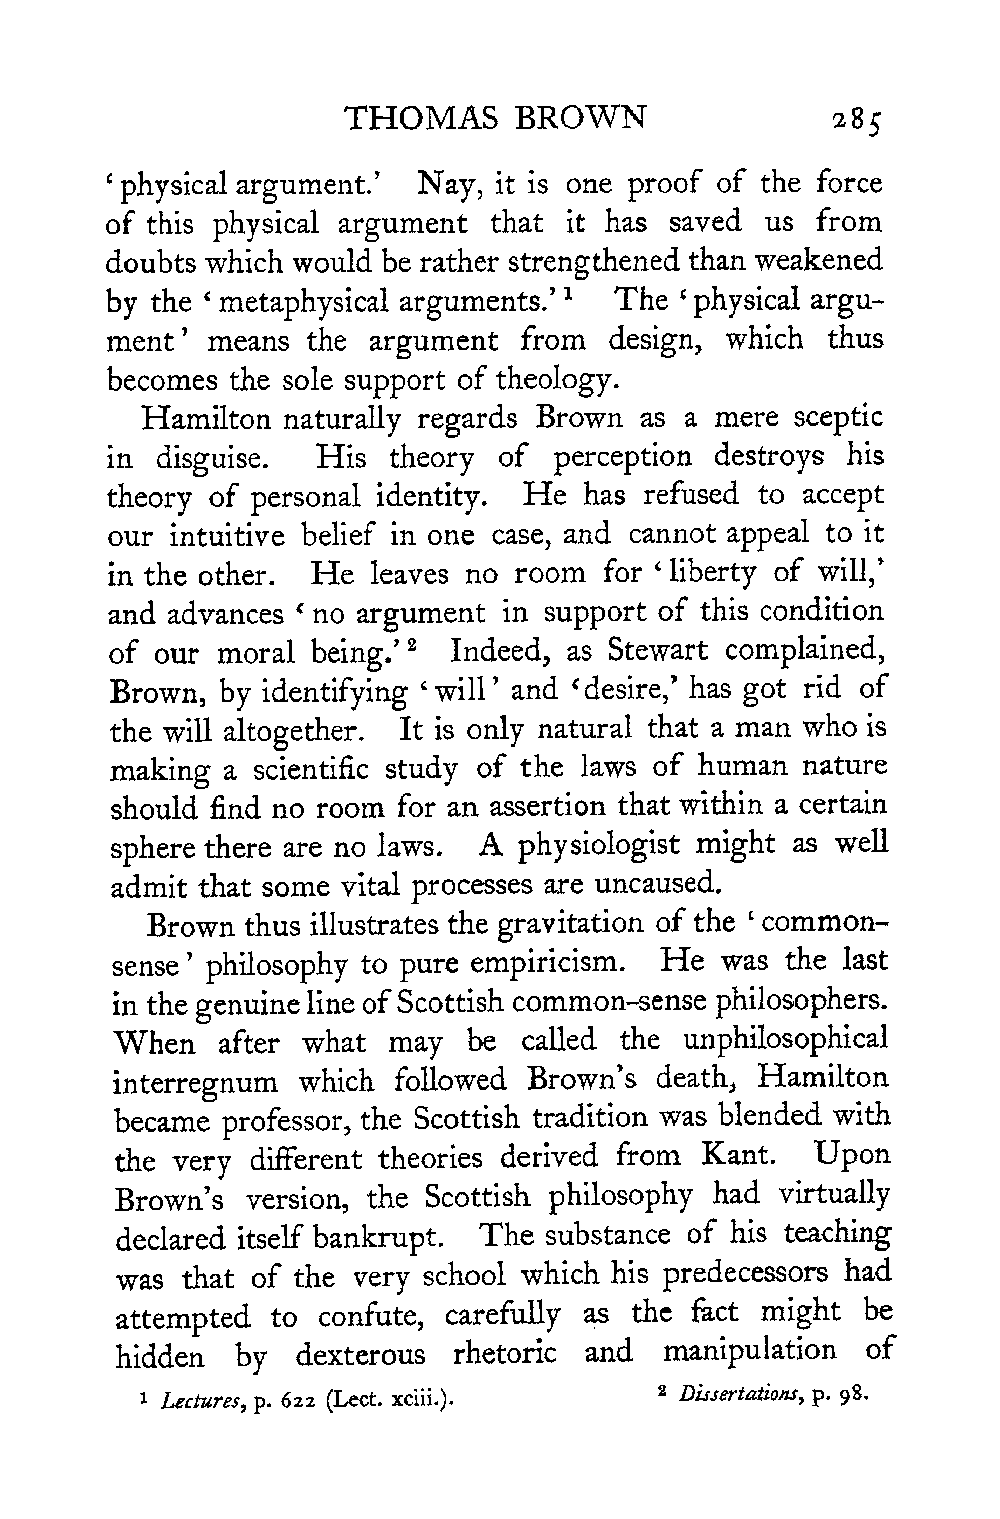 THOMAS BROWN 285
‘physical argument.’ Nay, it is one proof of the force
of this physical argument that it has saved us from
doubts which would be rather strengthened than weakened
by the ‘metaphysical arguments.’ ¹ The ‘physical argu-
ment’ means the argument from design, which thus
becomes the sole support of theology.
Hamilton naturally regards Brown as a mere sceptic
in disguise. His theory of perception destroys his
theory of personal identity. He has refused to accept
our intuitive belief in one case, and cannot appeal to it
in the other. He leaves no room for ‘liberty of will,’
and advances ‘no argument in support of this condition
of our moral being.’ ² Indeed, as Stewart complained,
Brown, by identifying ‘will’ and ‘desire,’ has got rid of
the will altogether. It is only natural that a man who is
making a scientific study of the laws of human nature
should find no room for an assertion that within a certain
sphere there are no laws. A physiologist might as well
admit that some vital processes are uncaused.
Brown thus illustrates the gravitation of the ‘common-
sense’ philosophy to pure empiricism. He was the last
in the genuine line of Scottish common-sense philosophers.
When after what may be called the unphilosophical
interregnum which followed Brown’s death, Hamilton
became professor, the Scottish tradition was blended with
the very different theories derived from Kant. Upon
Brown’s version, the Scottish philosophy had virtually
declared itself bankrupt. The substance of his teaching
was that of the very school which his predecessors had
attempted to confute, carefully as the fact might be
hidden by dexterous rhetoric and manipulation of
¹ Lectures, p. 622 (Lect. xciii.). ² Dissertations, p. 98.